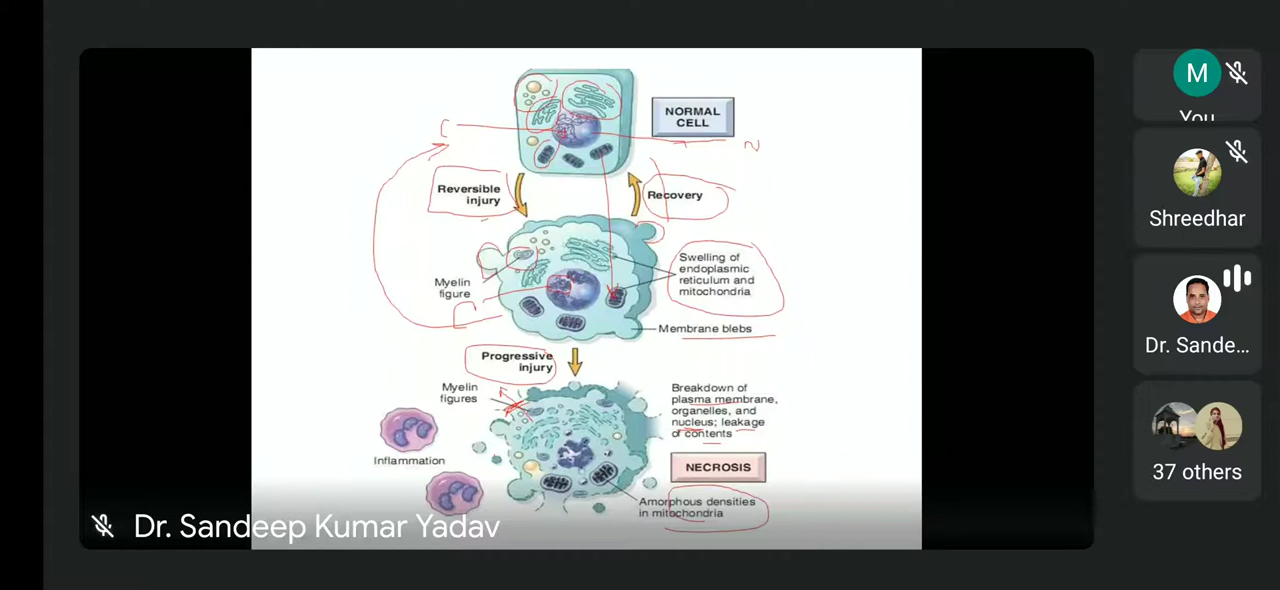 NORMAL
CELL
Reversible
injury
Recovery
Swelling of
endoplasmic
reticulum and
mitochondria
Myelin
figure
Membrane blebs
Progressive
injury
Myelin
figures
Breakdown of
plasma membrane,
organelles, and
nucleus; leakage
of contents
Inflammation
NECROSIS
Amorphous densities
in mitochondria
Dr. Sandeep Kumar Yadav
M
You
Shreedhar
Dr. Sande...
37 others
N